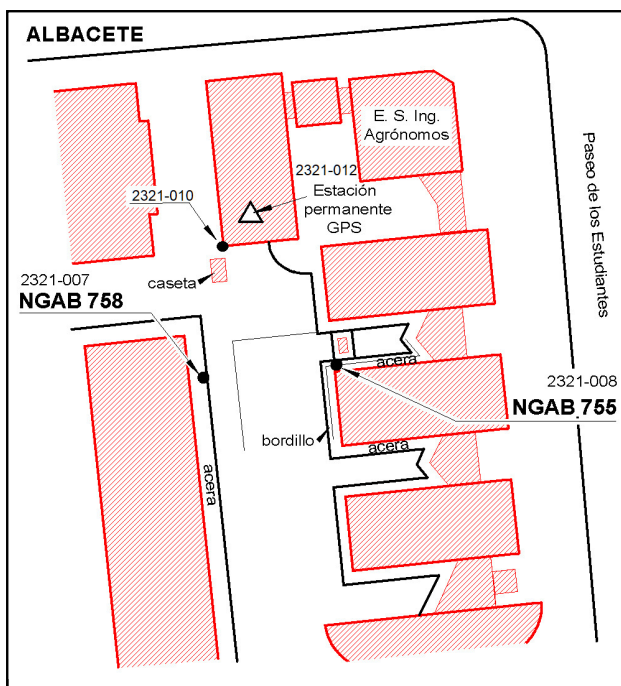 ALBACETE
E. S. Ing.
Agrónomos
Paseo de los Estudiantes
2321-012
Estación
permanente
GPS
2321-010
caseta
2321-007
NGAB 758
acera
2321-008
NGAB 755
bordillo
acera
acera